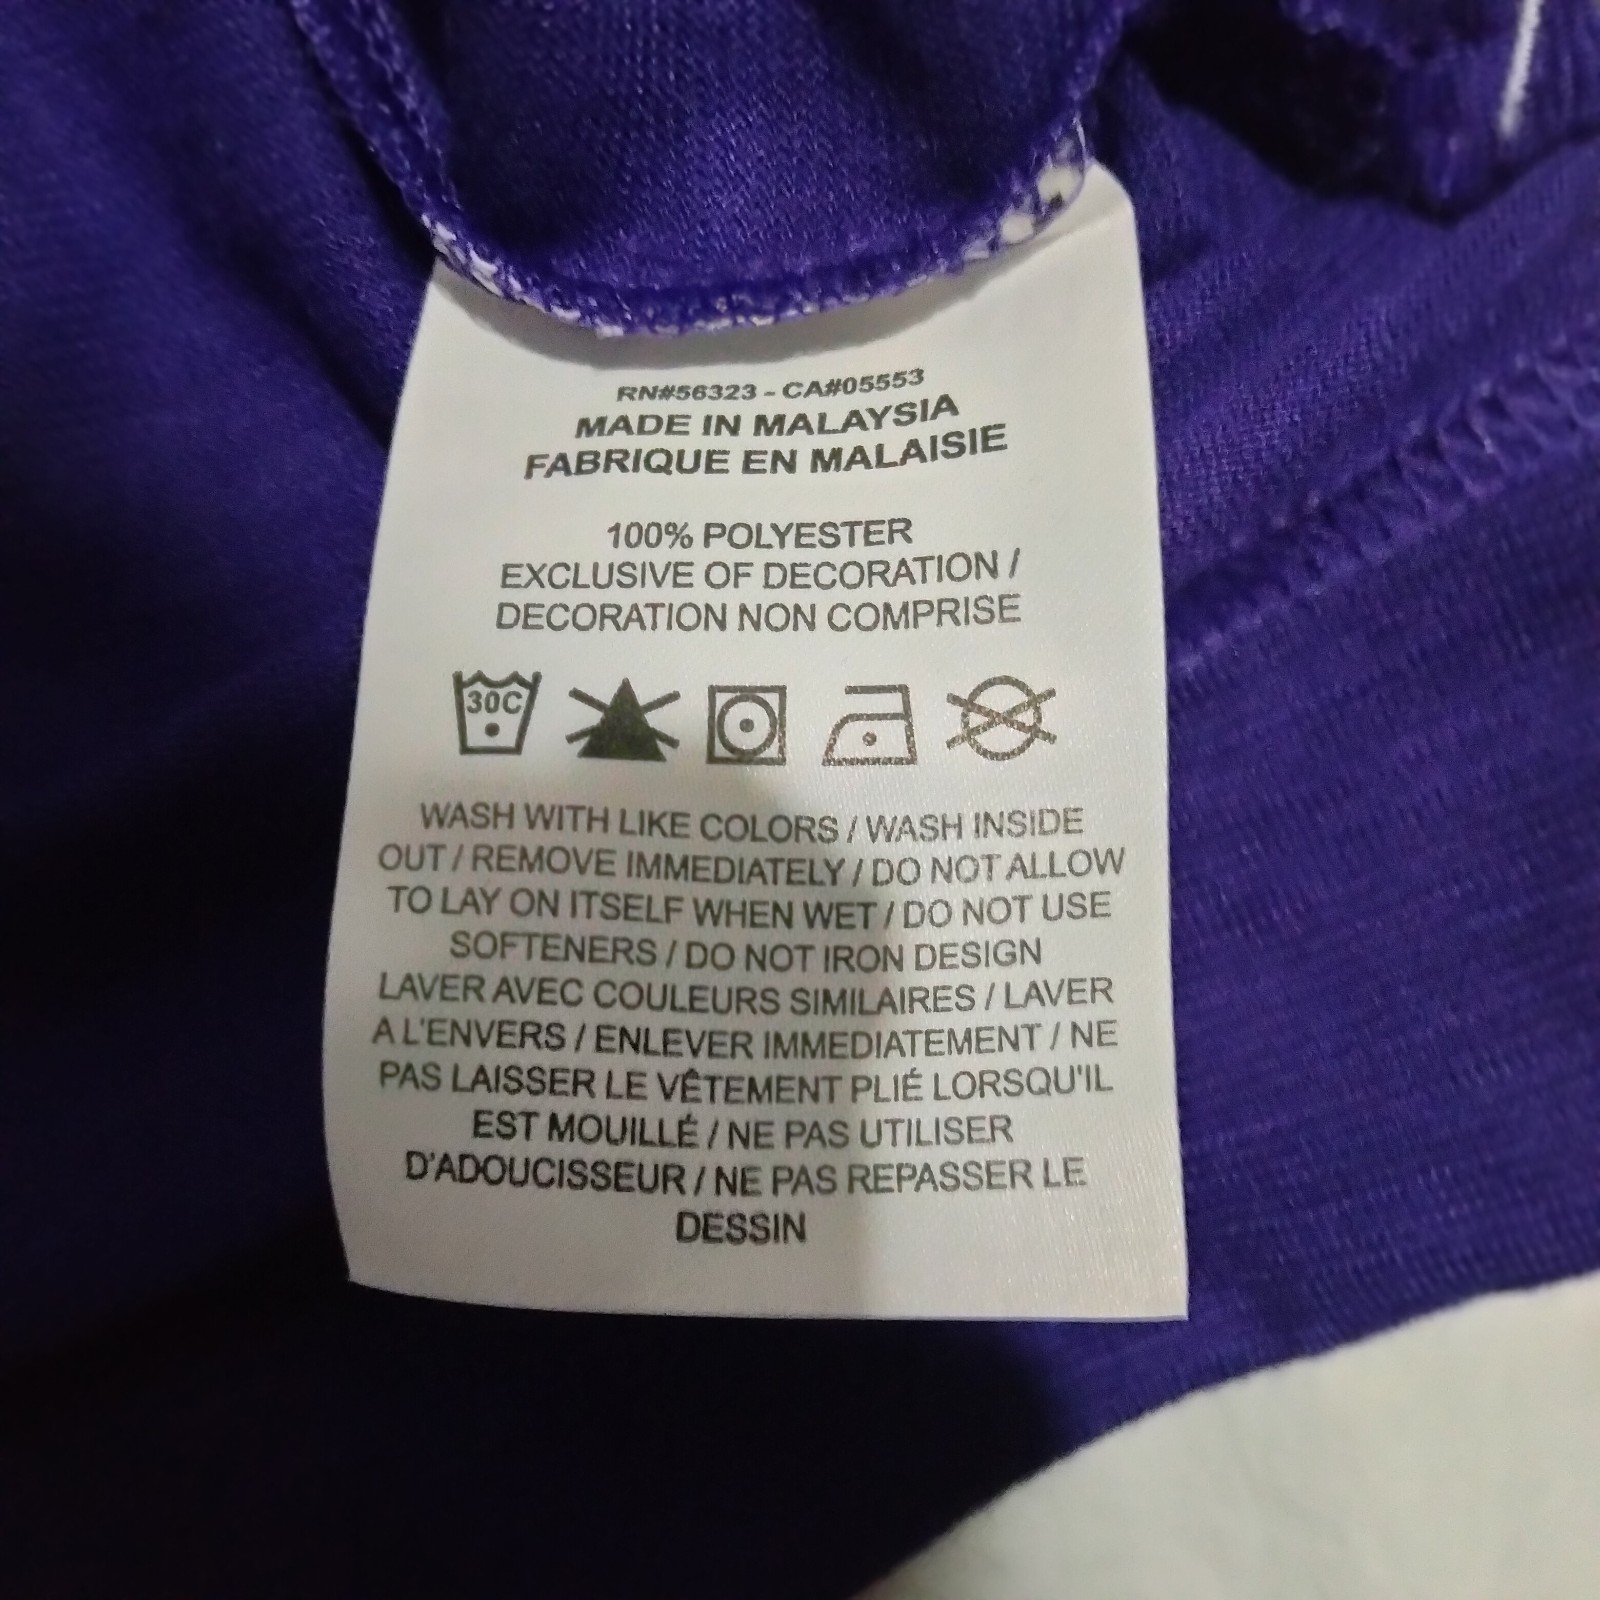 RN#56323 - CA#05553
MADE IN MALAYSIA
FABRIQUE EN MALAISIE
100% POLYESTER
EXCLUSIVE OF DECORATION /
DECORATION NON COMPRISE
30C
WASH WITH LIKE COLORS / WASH INSIDE
OUT / REMOVE IMMEDIATELY / DO NOT ALLOW
TO LAY ON ITSELF WHEN WET / DO NOT USE
SOFTENERS / DO NOT IRON DESIGN
LAVER AVEC COULEURS SIMILAIRES / LAVER
A L'ENVERS / ENLEVER IMMEDIATEMENT / NE
PAS LAISSER LE VÊTEMENT PLIÉ LORSQU'IL
EST MOUILLÉ / NE PAS UTILISER
D'ADOUCISSEUR / NE PAS REPASSER LE
DESSIN